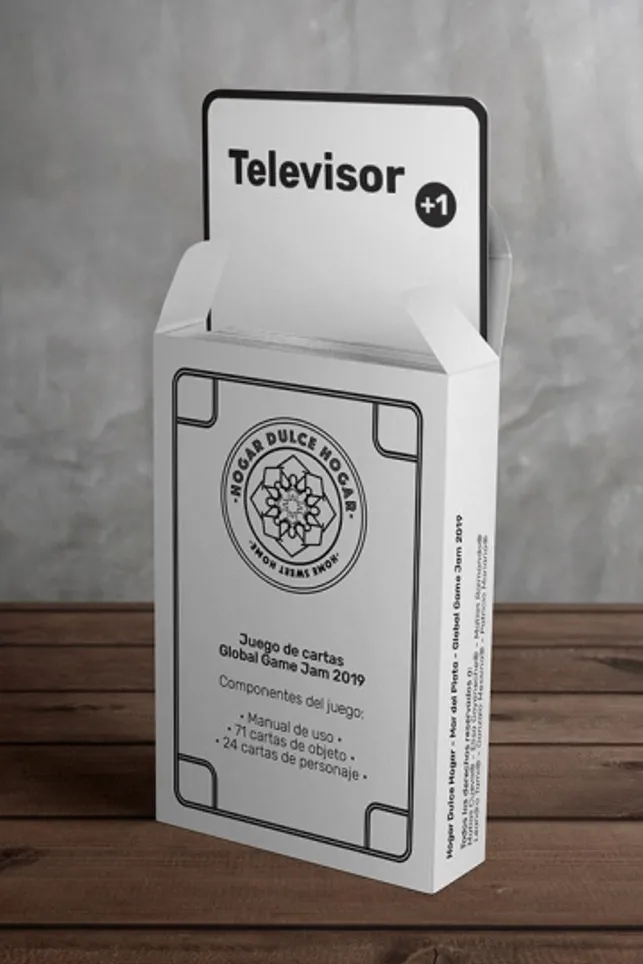 Televisor
+1
HOGAR DULCE HOGAR
HOME SWEET HOME
Juego de cartas
Global Game Jam 2019
Componentes del juego:
• Manual de uso •
• 71 cartas de objeto •
• 24 cartas de personaje •
Hogar Dulce Hogar - Mar del Plata - Global Game Jam 2019
Todos los derechos reservados a: